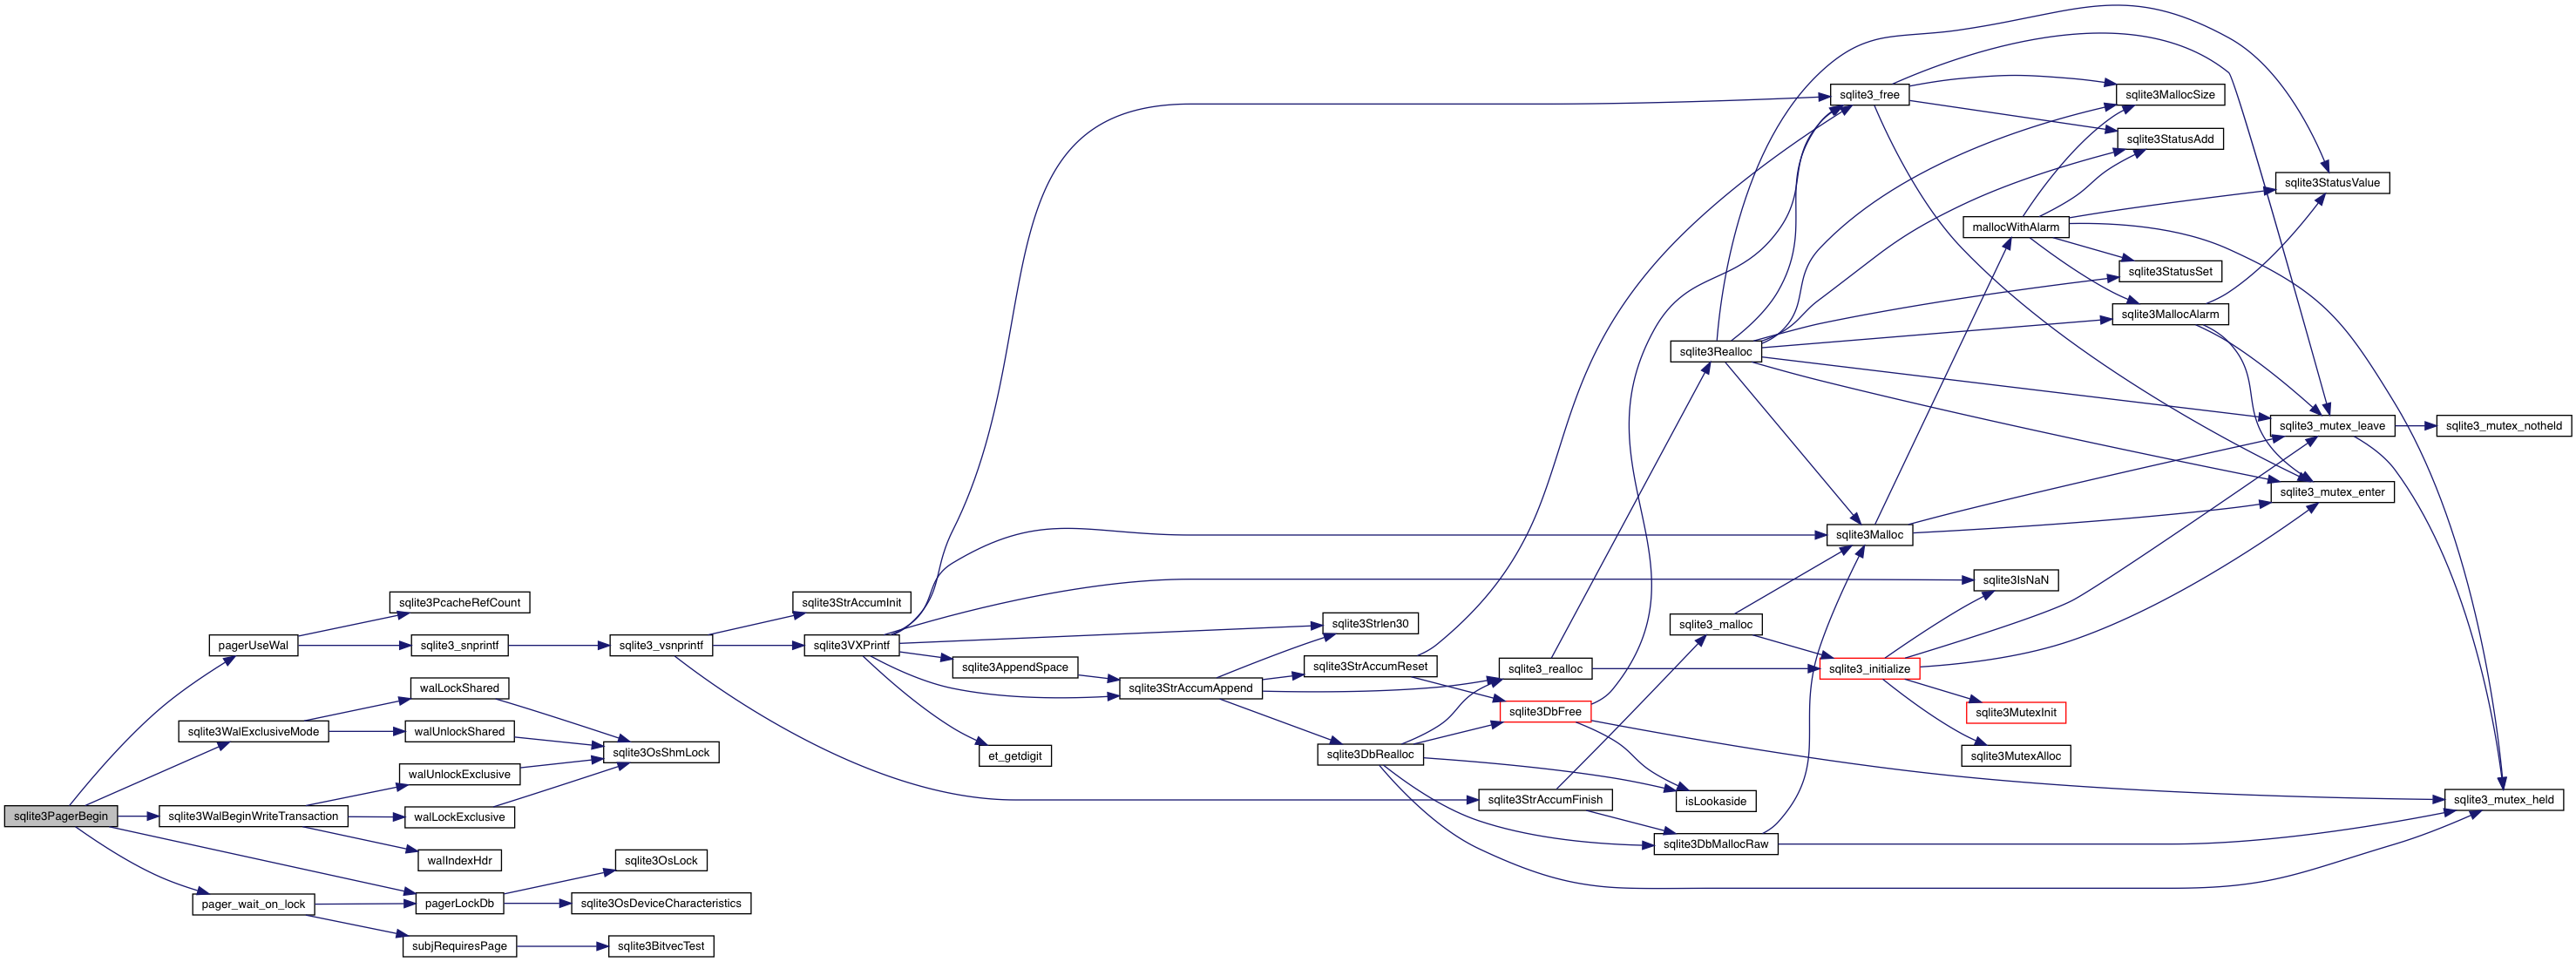 sqlite3PagerBegin
pagerUseWal
sqlite3WalExclusiveMode
sqlite3WalBeginWriteTransaction
pager_wait_on_lock
sqlite3PcacheRefCount
sqlite3_snprintf
walLockShared
walUnlockShared
walUnlockExclusive
walLockExclusive
walIndexHdr
pagerLockDb
subjRequiresPage
sqlite3_vsnprintf
sqlite3OsShmLock
sqlite3OsLock
sqlite3OsDeviceCharacteristics
sqlite3BitvecTest
sqlite3StrAccumInit
sqlite3VXPrintf
sqlite3AppendSpace
et_getdigit
sqlite3StrAccumAppend
sqlite3Strlen30
sqlite3StrAccumReset
sqlite3DbRealloc
sqlite3_realloc
sqlite3DbFree
sqlite3StrAccumFinish
sqlite3Realloc
sqlite3_malloc
isLookaside
sqlite3DbMallocRaw
sqlite3_free
sqlite3Malloc
sqlite3_initialize
mallocWithAlarm
sqlite3IsNaN
sqlite3MutexInit
sqlite3MutexAlloc
sqlite3MallocSize
sqlite3StatusAdd
sqlite3StatusSet
sqlite3MallocAlarm
sqlite3StatusValue
sqlite3_mutex_leave
sqlite3_mutex_enter
sqlite3_mutex_notheld
sqlite3_mutex_held